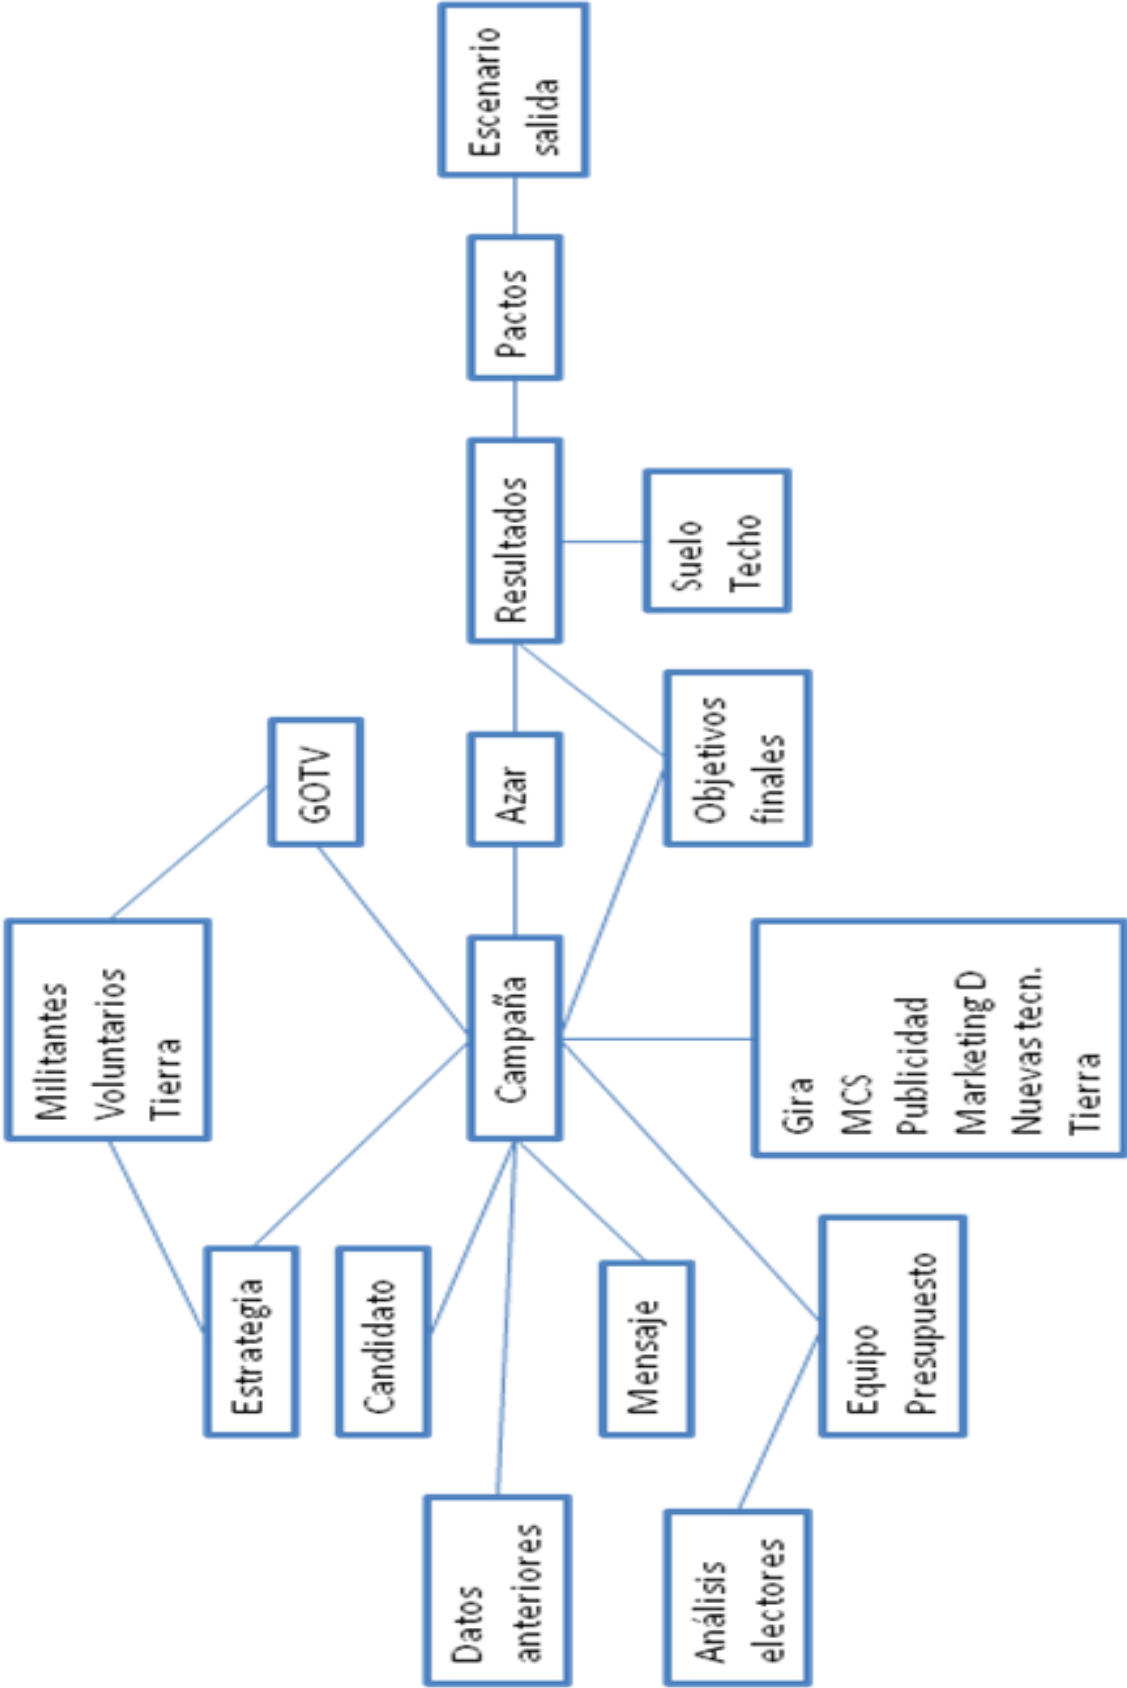 Militantes
Voluntarios
Tierra
GOTV
Estrategia
Candidato
Datos
anteriores
Campaña
Azar
Resultados
Pactos
Escenario
salida
Mensaje
Suelo
Techo
Análisis
electores
Objetivos
finales
Equipo
Presupuesto
Gira
MCS
Publicidad
Marketing D
Nuevas tecn.
Tierra